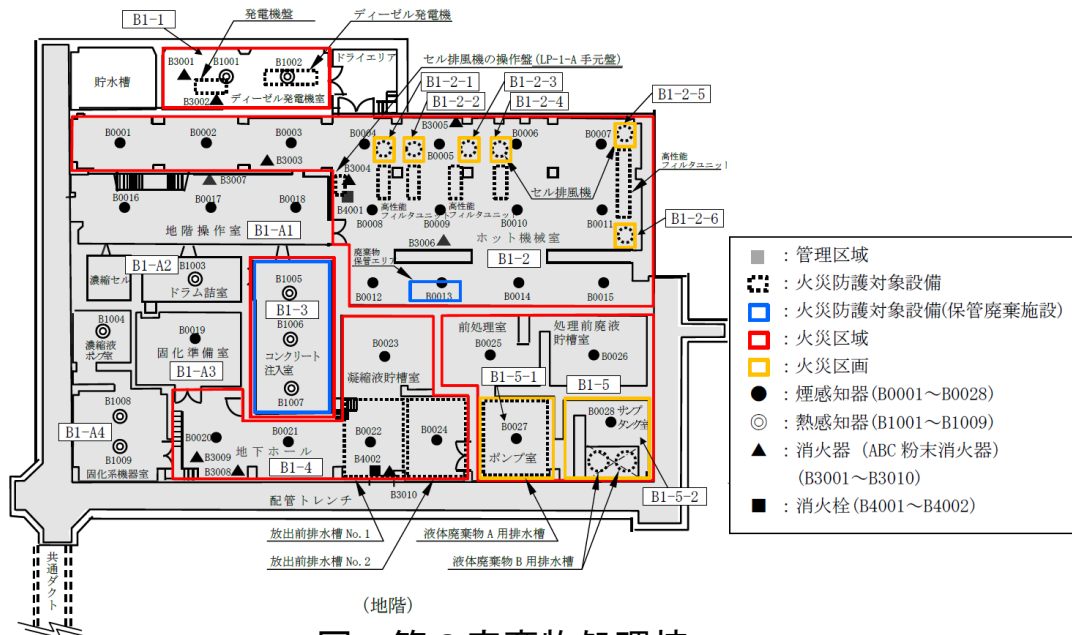 発電機盤
ディーゼル発電機
B1-1
B3001
B1001
B1002
B3002
ディーゼル発電機室
貯水槽
ドライエリア
セル排風機の操作盤(LP-1-A 手元盤)
B1-2-1
B1-2-2
B1-2-3
B1-2-4
B1-2-5
B0001
B0002
B0003
B0004
B3005
B0005
B0006
B0007
B3003
B3004
高性能
フィルタユニット
セル排風機
B3007
B0016
B0017
B0018
B4001
B0008
高性能
フィルタユニット
B0009
高性能
フィルタユニット
B0010
B0011
B1-2-6
地階操作室
B1-A1
B3006
ホット機械室
B1-2
廃棄物
保管エリア
B1-A2
B1003
濃縮セル
ドラム詰室
B1005
B1-3
B1006
コンクリート
注入室
B1007
B0012
B0013
B0014
B0015
B1004
濃縮液
ポンプ室
B0019
固化準備室
B1-A3
B0023
凝縮液貯槽室
前処理室
B0025
B1-5-1
処理前廃液
貯槽室
B0026
B1-5
B1008
B1-A4
B1009
固化系機器室
B0020
B3009
B3008
B0021
地下ホール
B1-4
B0022
B4002
B3010
B0024
B0027
ポンプ室
B0028
サンプ
タンク室
B1-5-2
配管トレンチ
放出前排水槽 No.1
放出前排水槽 No.2
液体廃棄物 A 用排水槽
液体廃棄物 B 用排水槽
共通ダクト
(地階)
：管理区域
：火災防護対象設備
：火災防護対象設備(保管廃棄施設)
：火災区域
：火災区画
：煙感知器(B0001～B0028)
：熱感知器(B1001～B1009)
：消火器 (ABC 粉末消火器)
(B3001～B3010)
：消火栓(B4001～B4002)